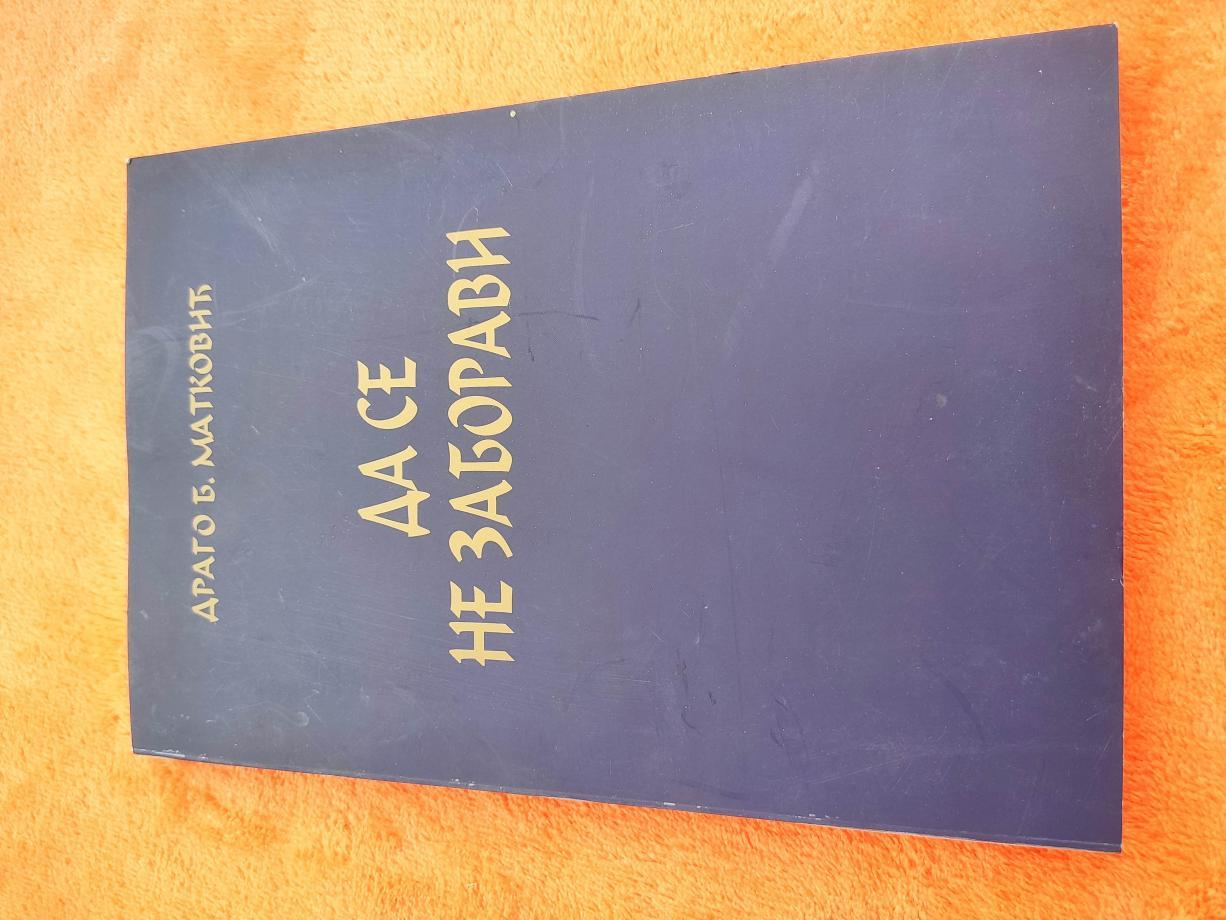 ДРАГО Б. МАТКОВИЋ
ДА СЕ
НЕ ЗАБОРАВИ